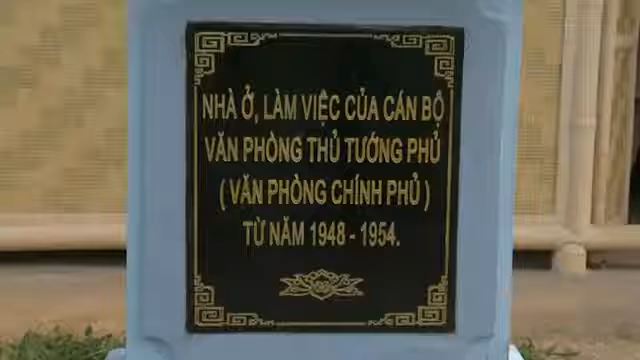 NHÀ Ở, LÀM VIỆC CỦA CÁN BỘ
VĂN PHÒNG THỦ TƯỚNG PHỦ
( VĂN PHÒNG CHÍNH PHỦ )
TỪ NĂM 1948 - 1954.